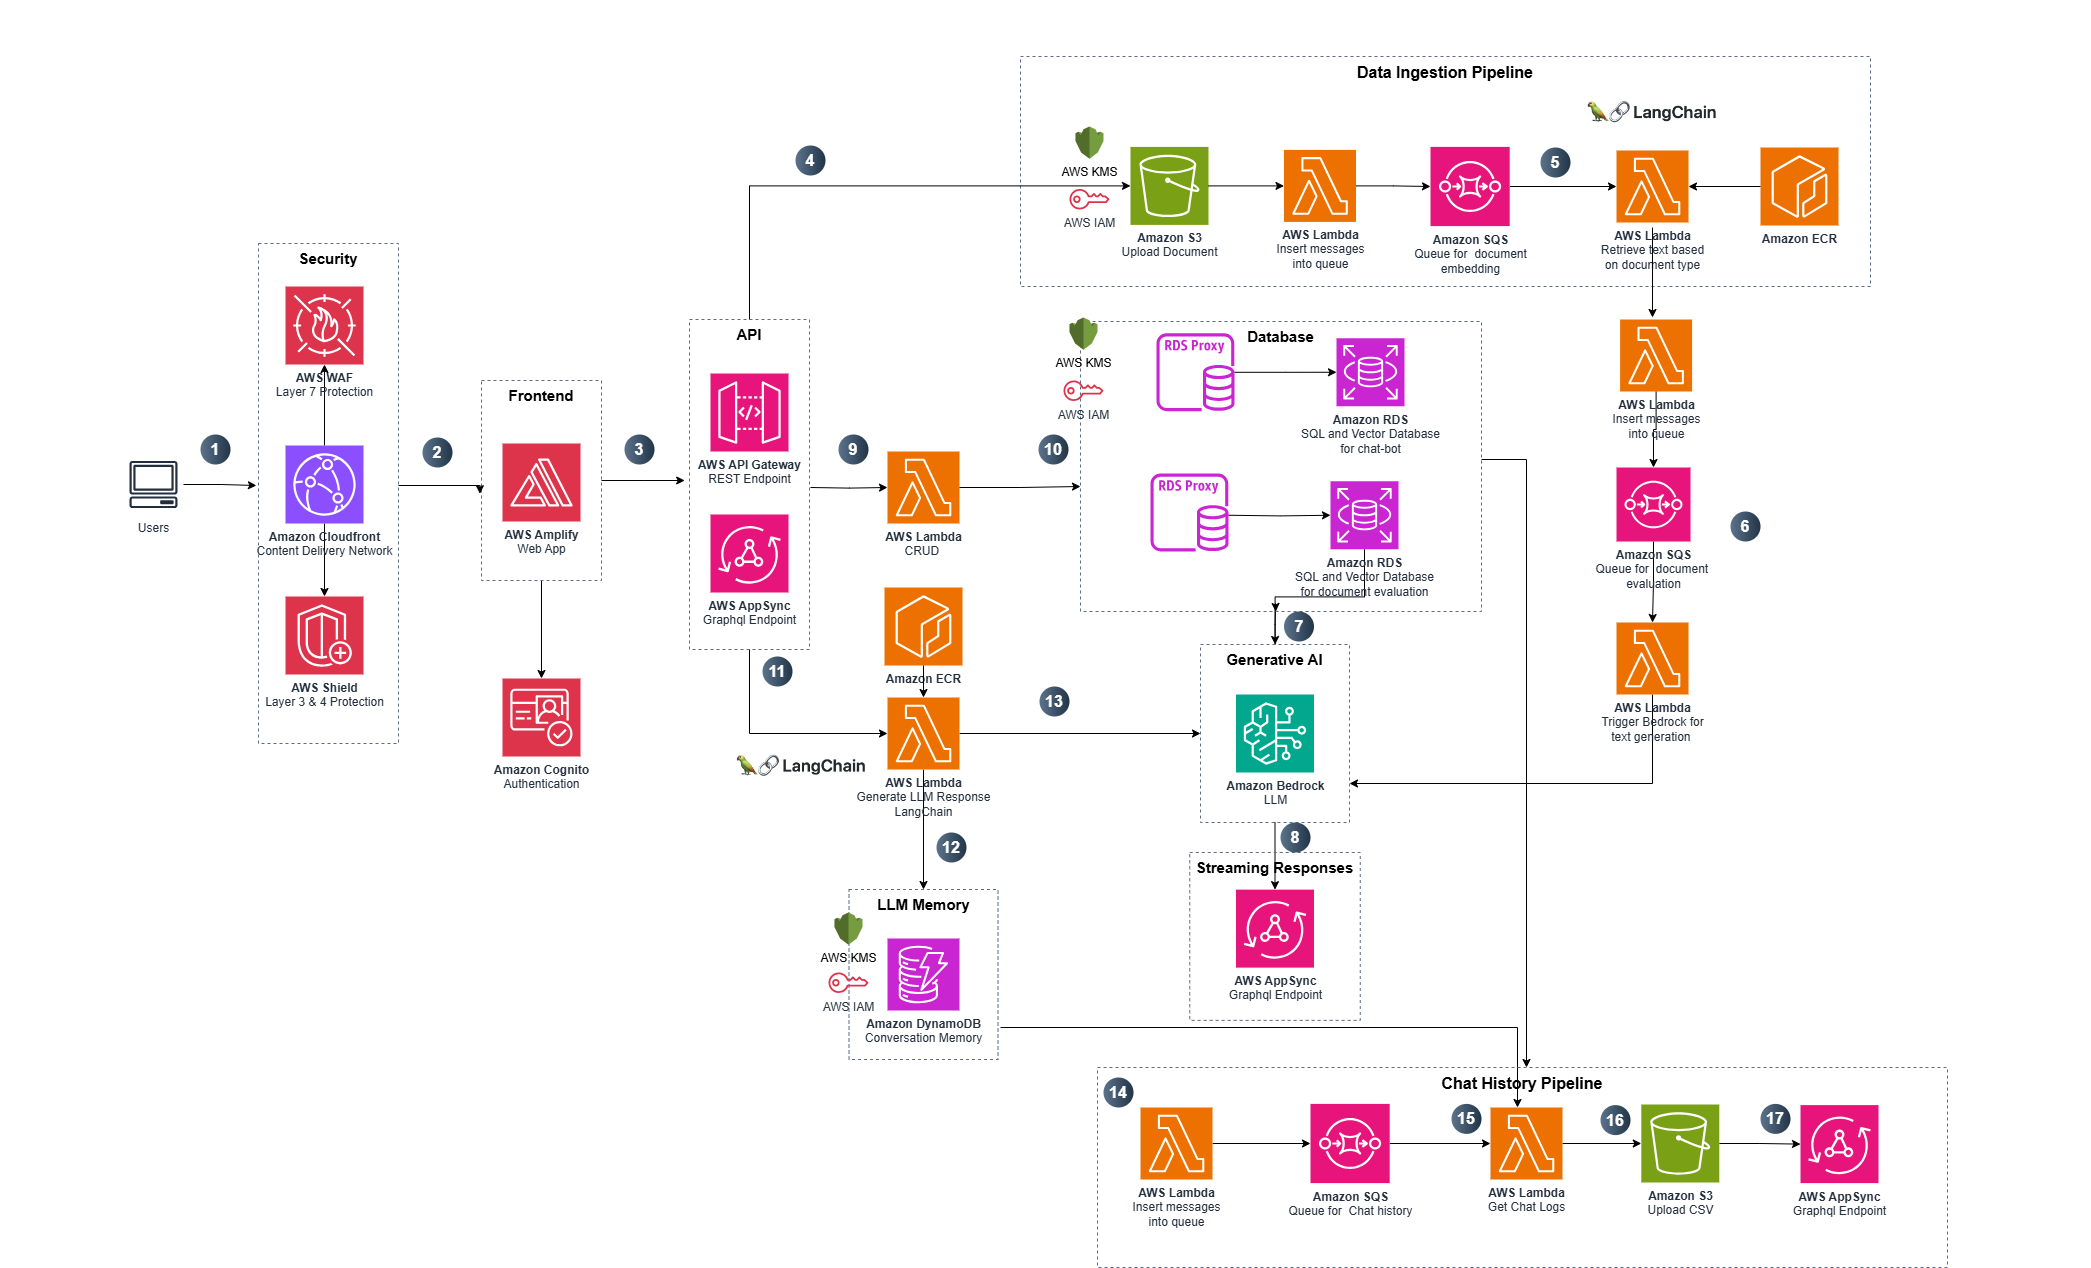 Data Ingestion Pipeline
LangChain
4
5
AWS KMS
AWS IAM
Amazon S3
Upload Document
AWS Lambda
Insert messages
into queue
Amazon SQS
Queue for  document
embedding
AWS Lambda
Retrieve text based
on document type
Amazon ECR
Security
AWS WAF
Layer 7 Protection
1
Users
Amazon Cloudfront
Content Delivery Network
AWS Shield
Layer 3 & 4 Protection
2
Frontend
AWS Amplify
Web App
Amazon Cognito
Authentication
3
API
AWS API Gateway
REST Endpoint
AWS AppSync
Graphql Endpoint
9
AWS Lambda
CRUD
10
AWS KMS
AWS IAM
Database
RDS Proxy
Amazon RDS
SQL and Vector Database
for chat-bot
RDS Proxy
Amazon RDS
SQL and Vector Database
for document evaluation
AWS Lambda
Insert messages
into queue
Amazon SQS
Queue for  document
evaluation
6
AWS Lambda
Trigger Bedrock for
text generation
7
Generative AI
Amazon Bedrock
LLM
11
Amazon ECR
13
LangChain
AWS Lambda
Generate LLM Response
LangChain
12
8
Streaming Responses
AWS AppSync
Graphql Endpoint
LLM Memory
AWS KMS
AWS IAM
Amazon DynamoDB
Conversation Memory
Chat History Pipeline
14
15
16
17
AWS Lambda
Insert messages
into queue
Amazon SQS
Queue for  Chat history
AWS Lambda
Get Chat Logs
Amazon S3
Upload CSV
AWS AppSync
Graphql Endpoint